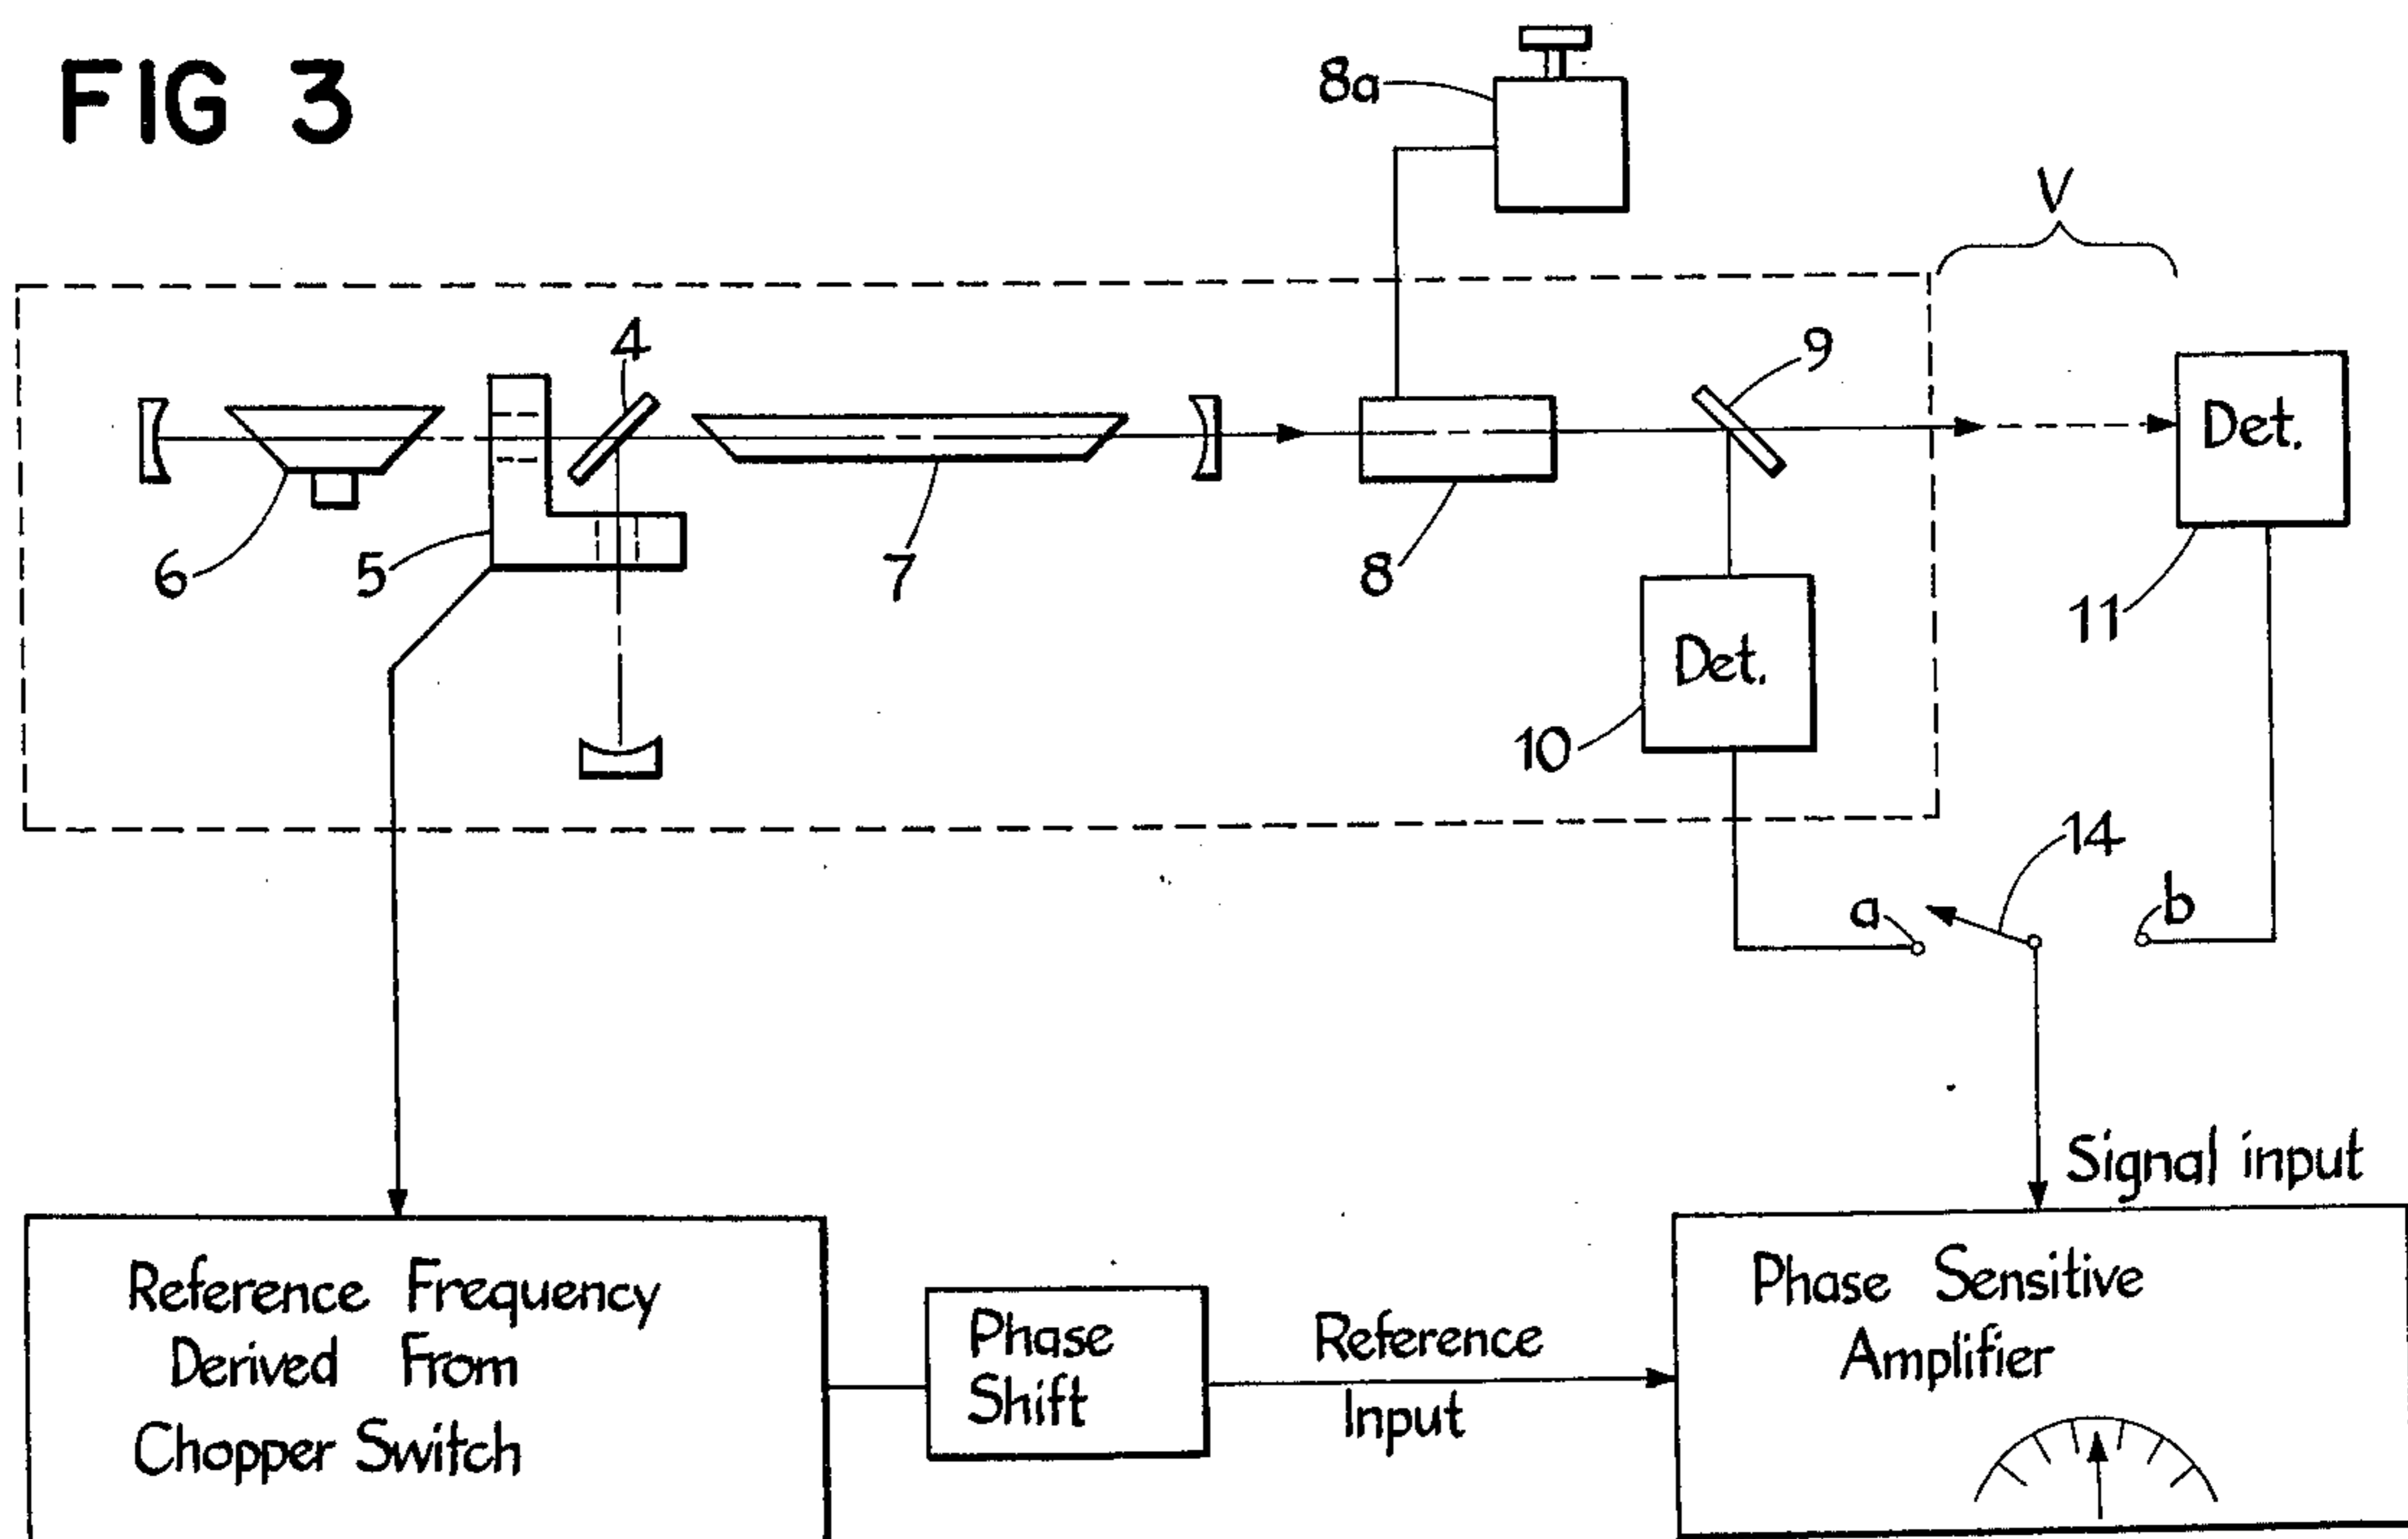 FIG 3
8a
V
4
9
Det.
6
5
7
8
11
Det.
10
14
a
b
Signal input
Reference Frequency
Derived From
Chopper Switch
Phase
Shift
Reference
Input
Phase Sensitive
Amplifier